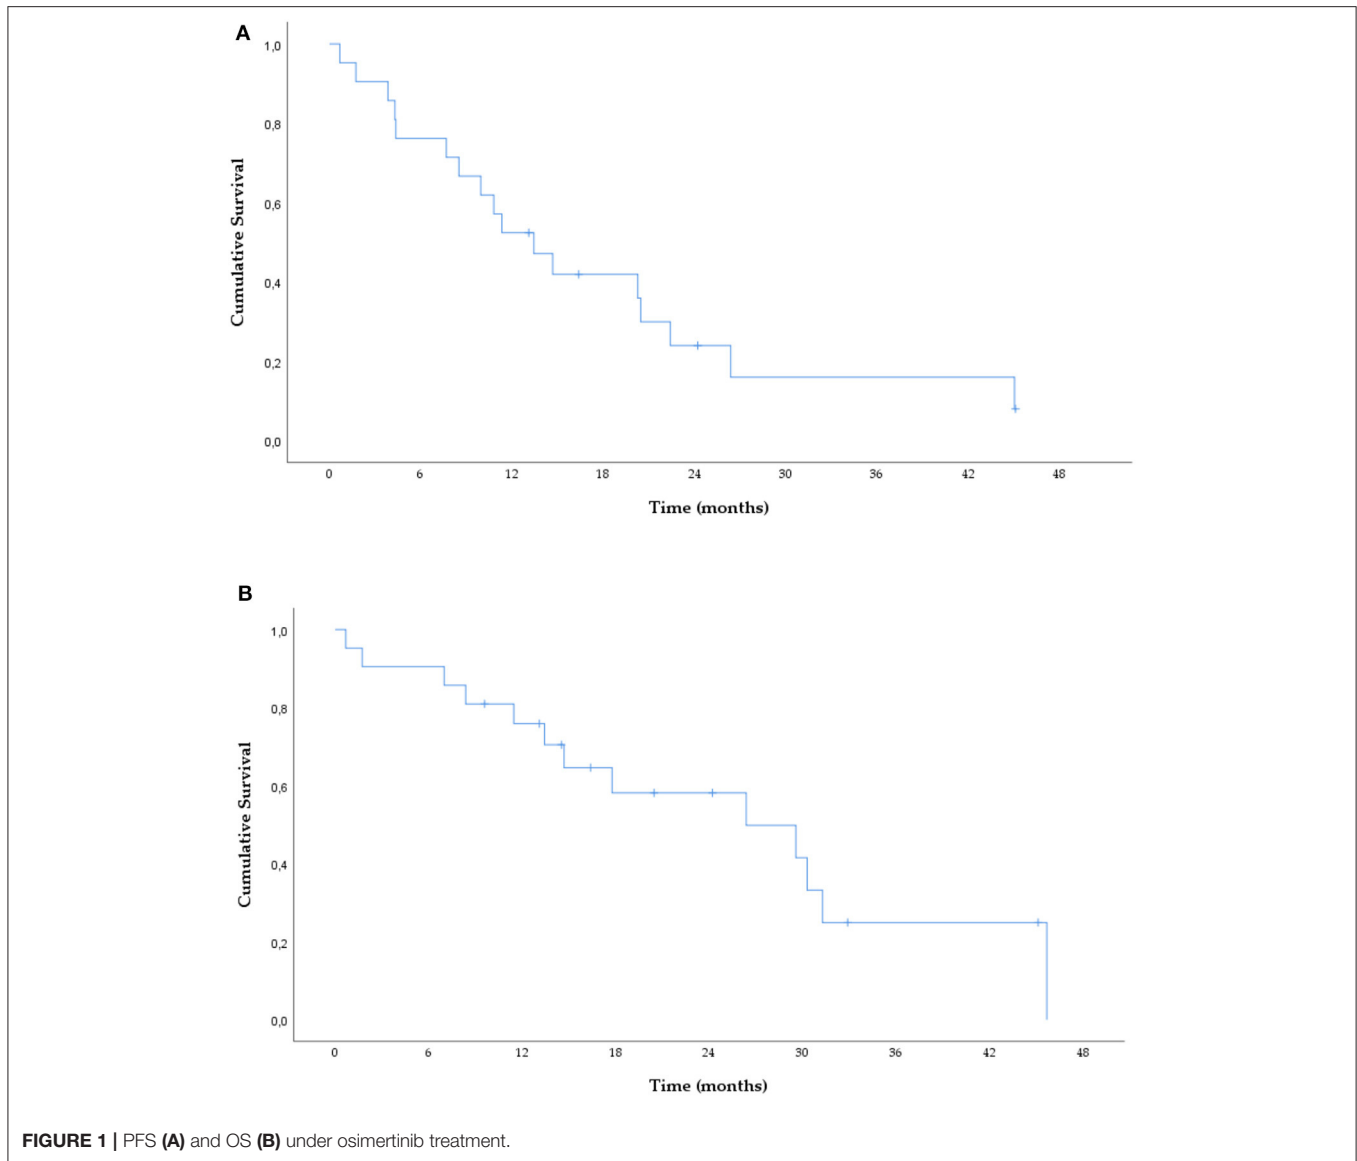 A
1,0
0,8
0,6
0,4
0,2
0,0
Cumulative Survival
0 6 12 18 24 30 36 42 48
Time (months)
B
1,0
0,8
0,6
0,4
0,2
0,0
Cumulative Survival
0 6 12 18 24 30 36 42 48
Time (months)
FIGURE 1 | PFS (A) and OS (B) under osimertinib treatment.